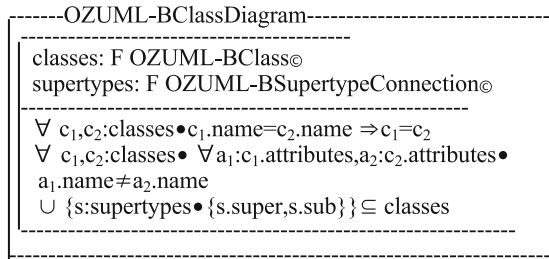 OZUML-BClassDiagram
classes: F OZUML-BClass©
supertypes: F OZUML-BSupertypeConnection©
∀ c₁,c₂:classes●c₁.name=c₂.name ⇒c₁=c₂
∀ c₁,c₂:classes● ∀a₁:c₁.attributes,a₂:c₂.attributes●
a₁.name≠a₂.name
∪ {s:supertypes●{s.super,s.sub}}⊆ classes